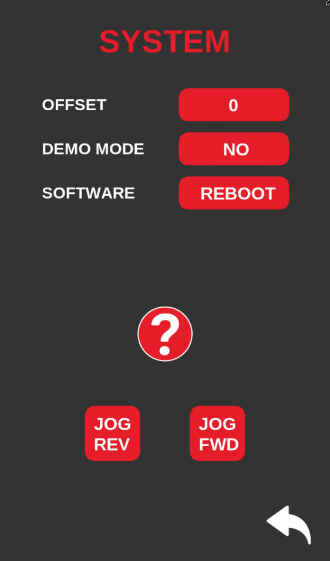 SYSTEM
OFFSET 0
DEMO MODE NO
SOFTWARE REBOOT
?
JOG REV
JOG FWD